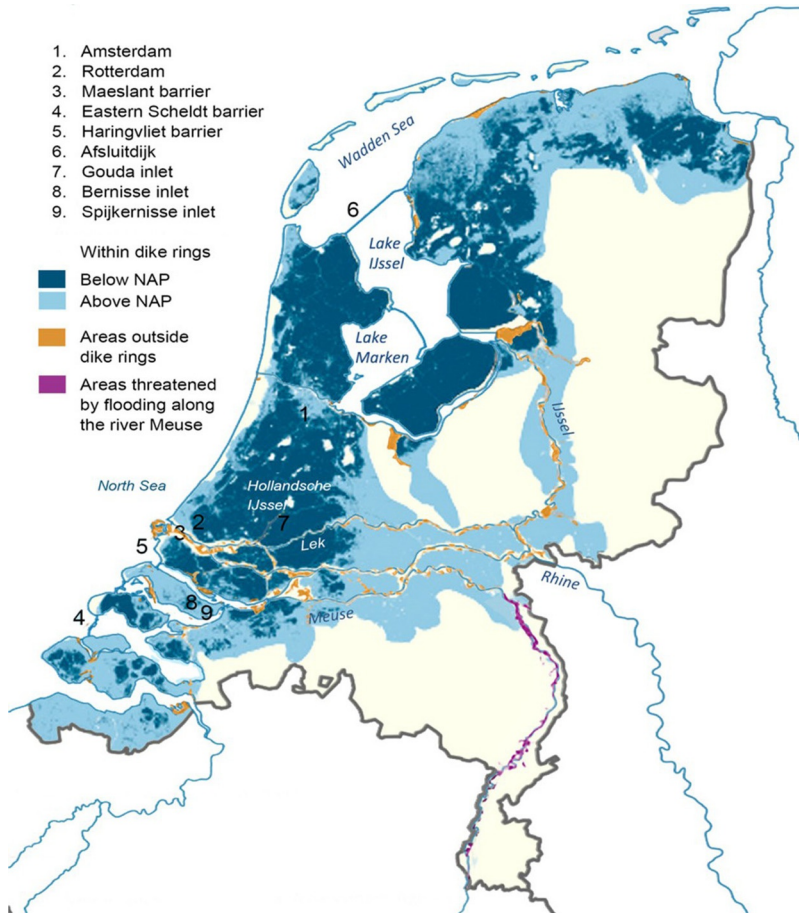 1. Amsterdam
2. Rotterdam
3. Maeslant barrier
4. Eastern Scheldt barrier
5. Haringvliet barrier
6. Afsluitdijk
7. Gouda inlet
8. Bernisse inlet
9. Spijkernisse inlet
Within dike rings
Below NAP
Above NAP
Areas outside
dike rings
Areas threatened
by flooding along
the river Meuse
Wadden Sea
6
Lake
IJssel
Lake
Marken
1
IJssel
North Sea
Hollandsche
IJssel
2
7
3
5
Lek
Rhine
8
9
4
Meuse